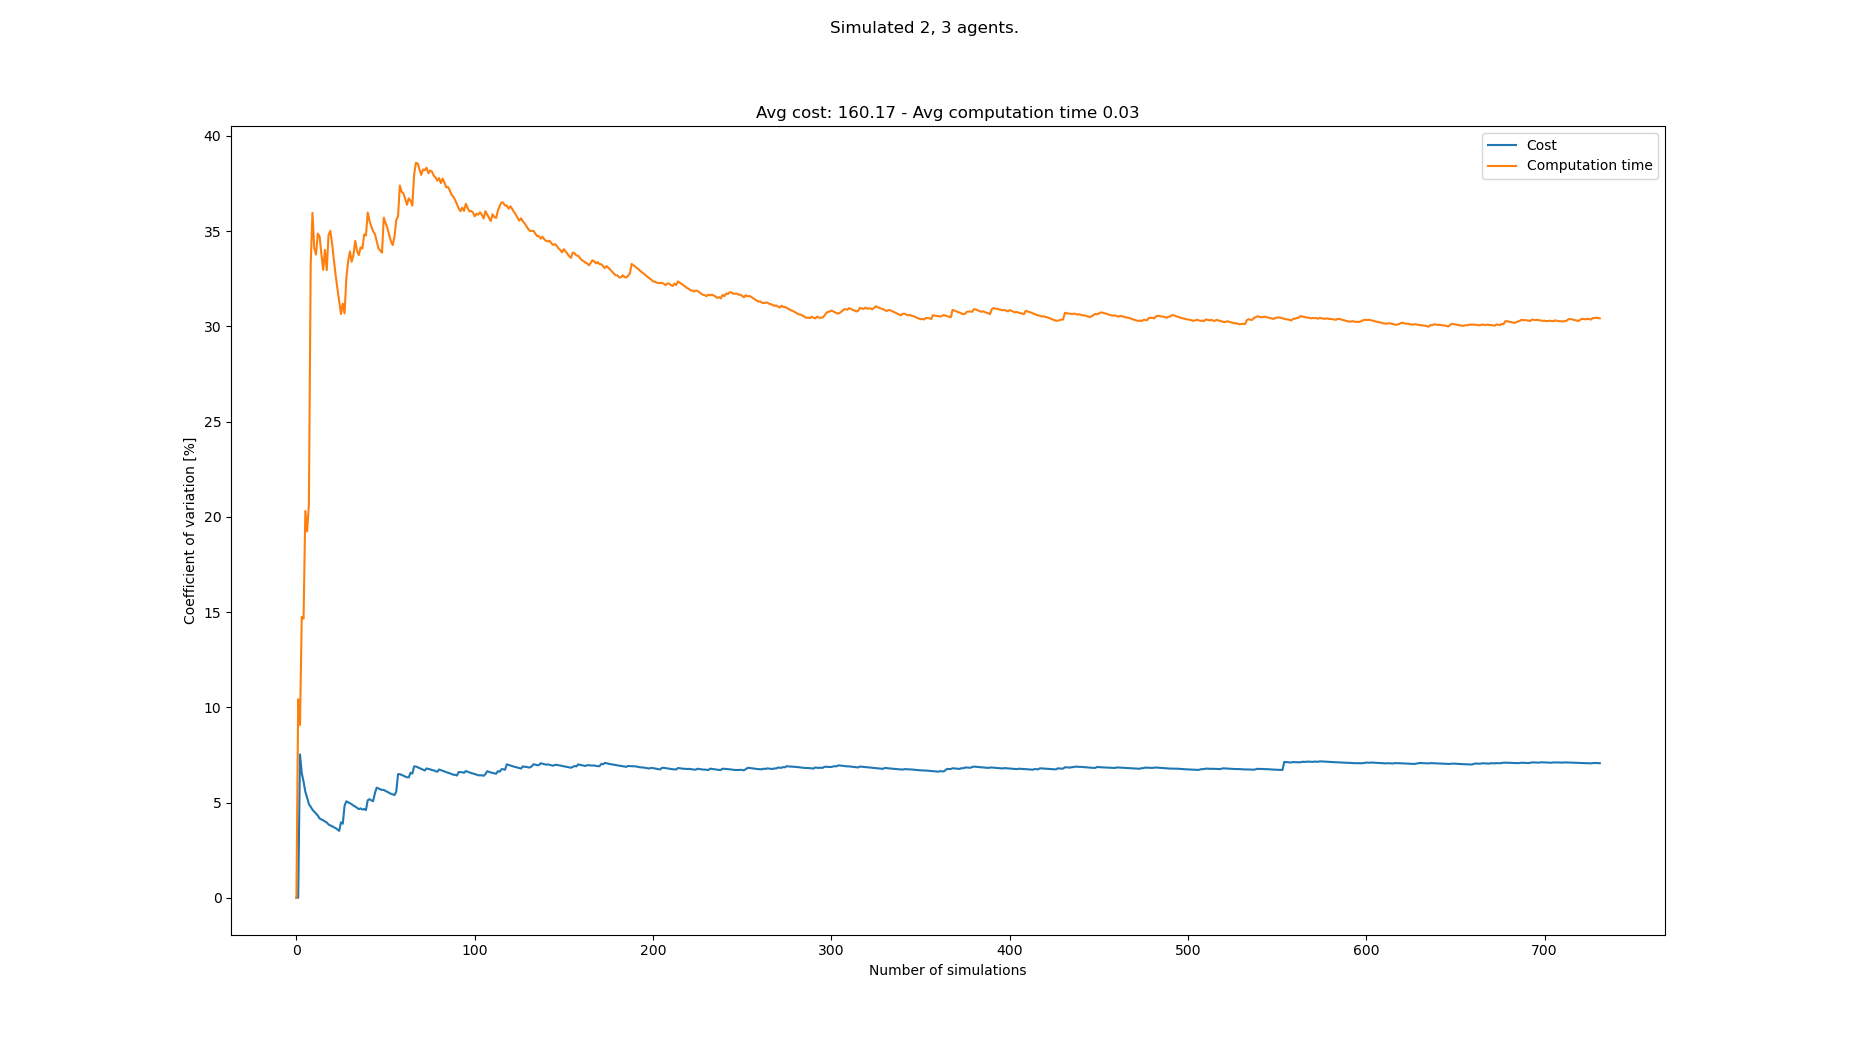 Simulated 2, 3 agents.
Avg cost: 160.17 - Avg computation time 0.03
Cost
Computation time
40
35
30
25
20
15
10
5
0
Coefficient of variation [%]
0 100 200 300 400 500 600 700
Number of simulations